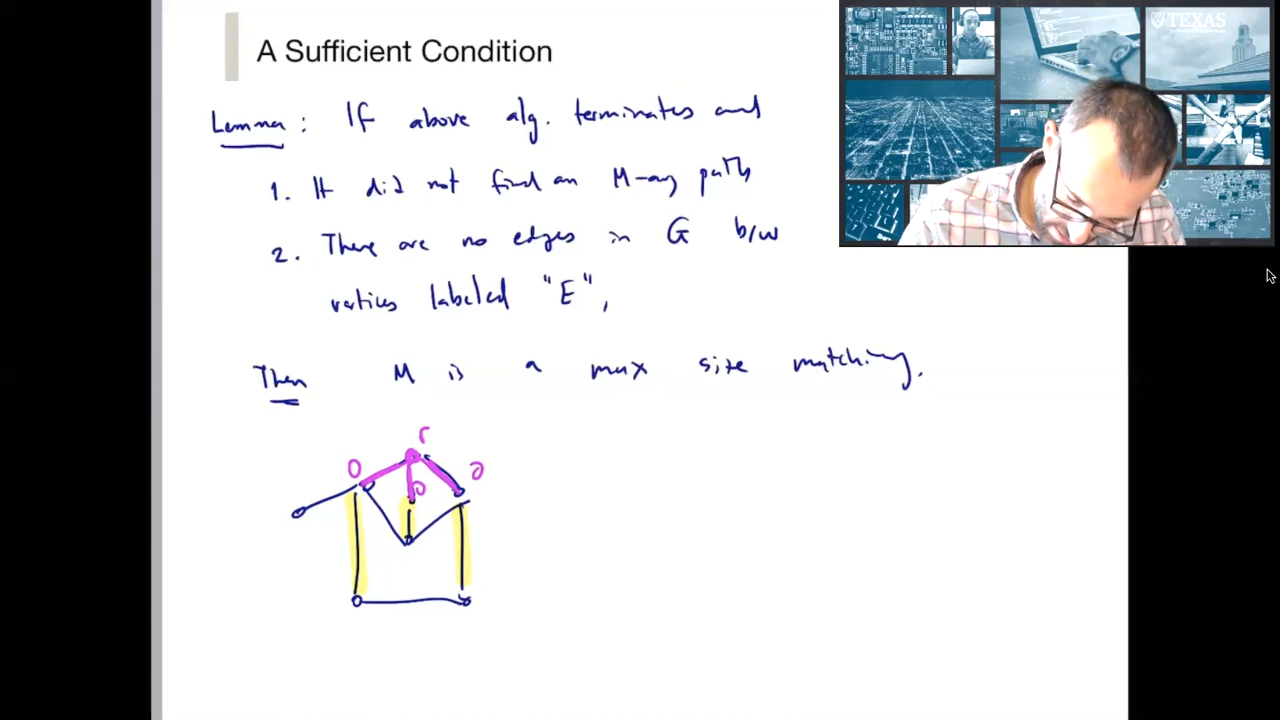 TEXAS
A Sufficient Condition
Lemma: If above alg. terminates and
1. It did not find an M-aug path
2. There are no edges in G b/w
vertices labeled "E",
Then M is a max size matching.
r
O O O